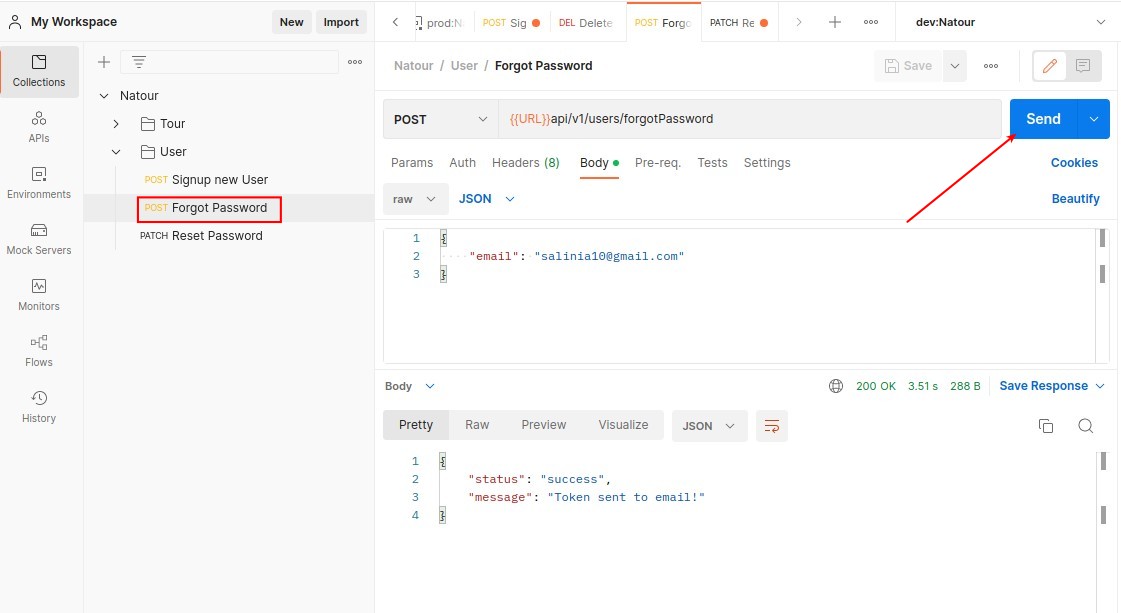 My Workspace
New
Import
prod:N
POST Sig
DEL Delete
POST Forgo
PATCH Re
dev:Natour
Collections
APIs
Environments
Mock Servers
Monitors
Flows
History
Natour
Tour
User
POST Signup new User
POST Forgot Password
PATCH Reset Password
Natour / User / Forgot Password
Save
POST
{{URL}}api/v1/users/forgotPassword
Send
Params Auth Headers (8) Body Pre-req. Tests Settings
Cookies
raw
JSON
Beautify
1 {
2 "email": "salinia10@gmail.com"
3 }
Body
200 OK 3.51 s 288 B
Save Response
Pretty Raw Preview Visualize
JSON
1 {
2 "status": "success",
3 "message": "Token sent to email!"
4 }